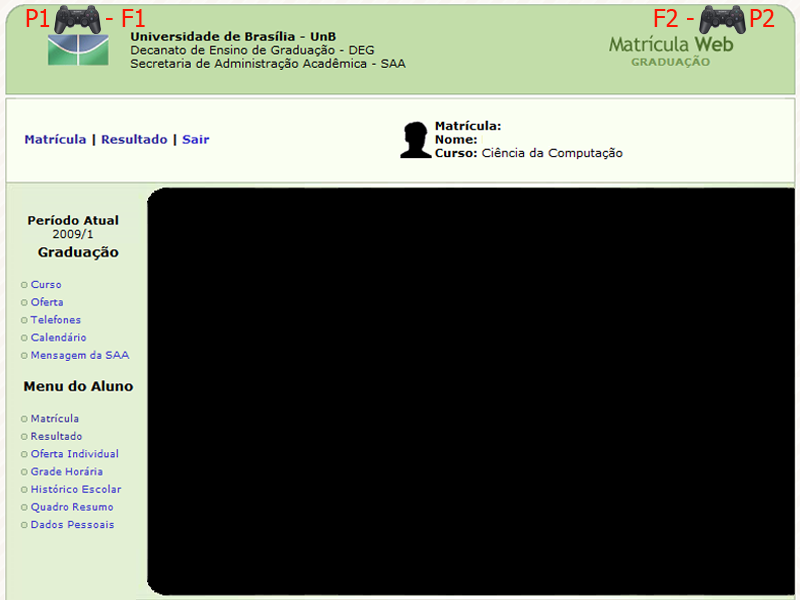 P1 - F1
F2 - P2
Universidade de Brasília - UnB
Decanato de Ensino de Graduação - DEG
Secretaria de Administração Acadêmica - SAA
Matrícula Web
GRADUAÇÃO
Matrícula | Resultado | Sair
Matrícula:
Nome:
Curso: Ciência da Computação
Período Atual
2009/1
Graduação
Curso
Oferta
Telefones
Calendário
Mensagem da SAA
Menu do Aluno
Matrícula
Resultado
Oferta Individual
Grade Horária
Histórico Escolar
Quadro Resumo
Dados Pessoais